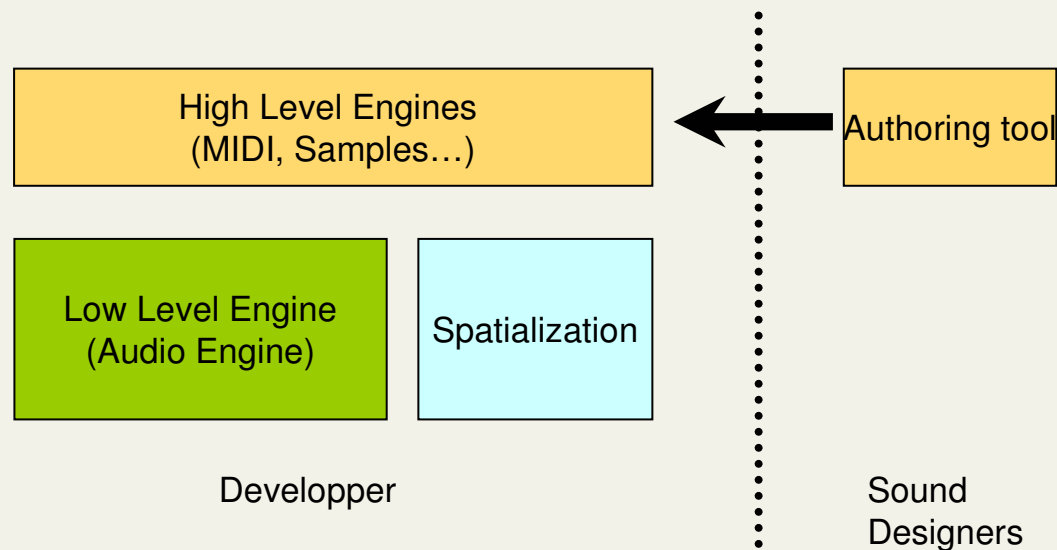 High Level Engines
(MIDI, Samples…)
Authoring tool
Low Level Engine
(Audio Engine)
Spatialization
Developper
Sound
Designers